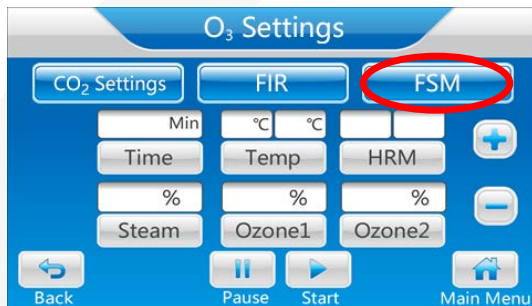 O₃ Settings
CO₂ Settings FIR FSM
Min ℃ ℃
Time Temp HRM
% % %
Steam Ozone1 Ozone2
Back Pause Start Main Menu